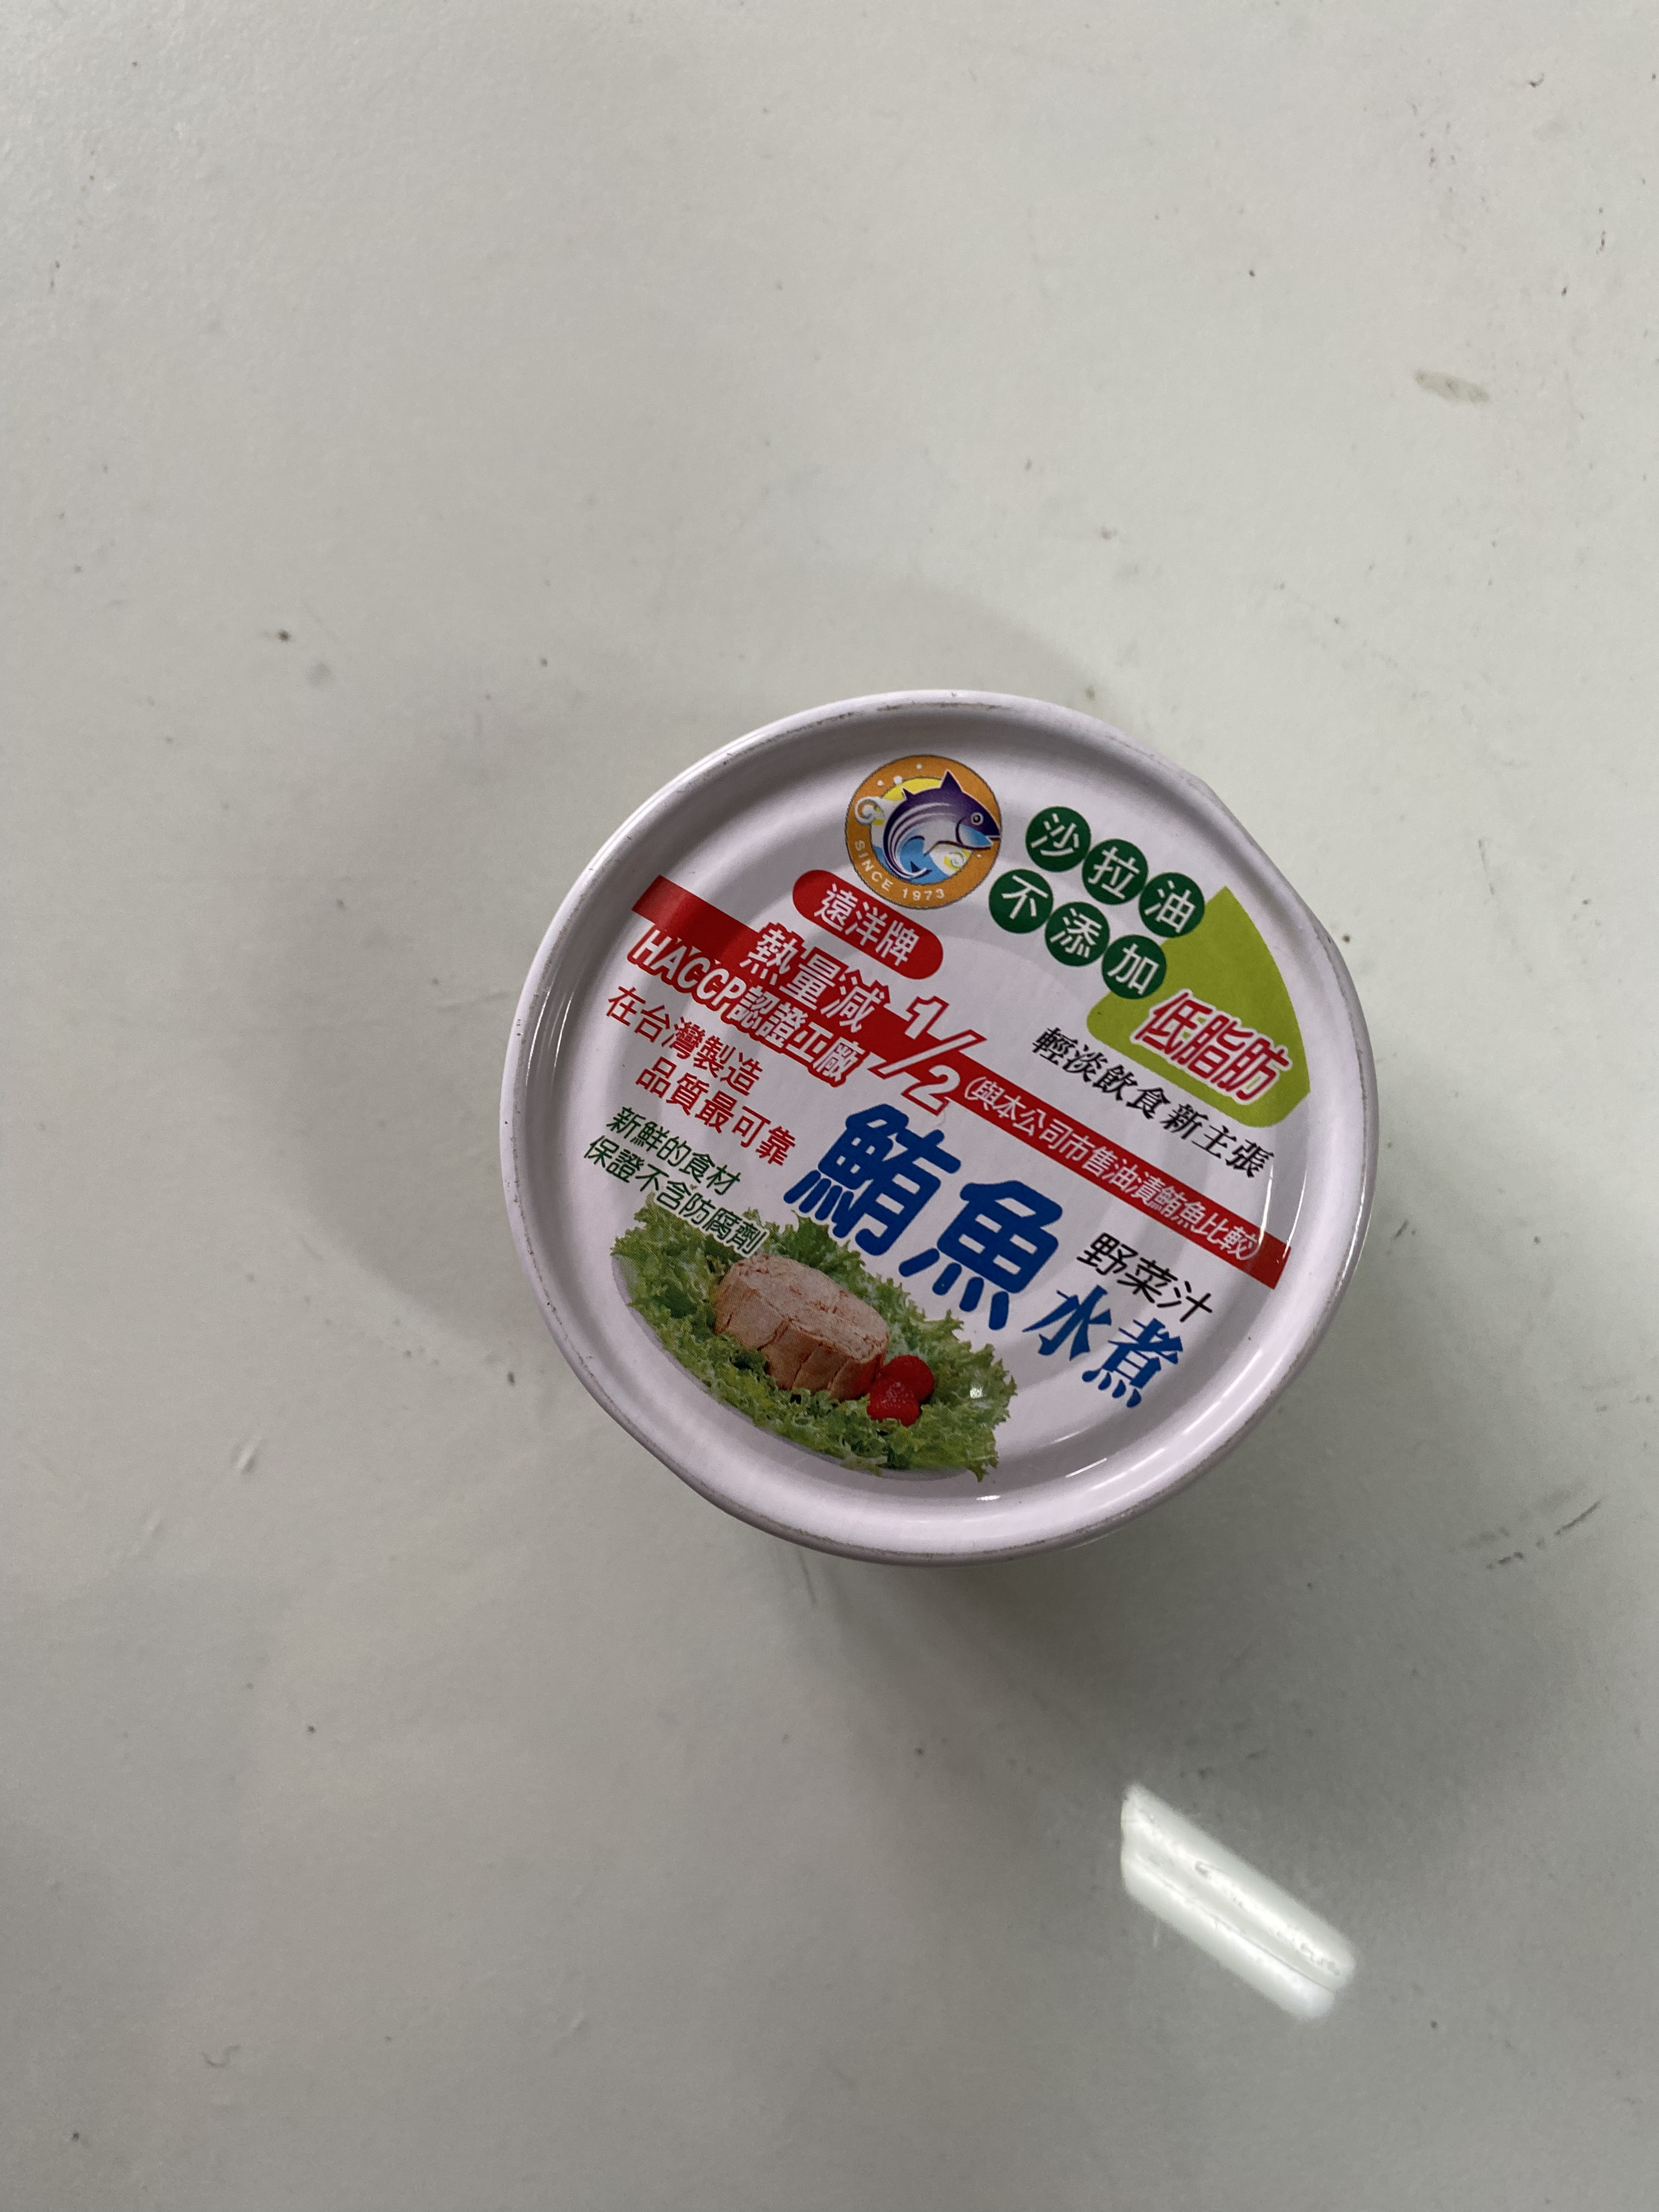 SINCE 1973
沙拉油
不添加
低脂肪
輕淡飲食新主張
遠洋牌
熱量減1/2(與本公司市售油漬鮪魚比較)
HACCP認證工廠
在台灣製造
品質最可靠
新鮮的食材
保證不含防腐劑
鮪魚
野菜汁
水煮